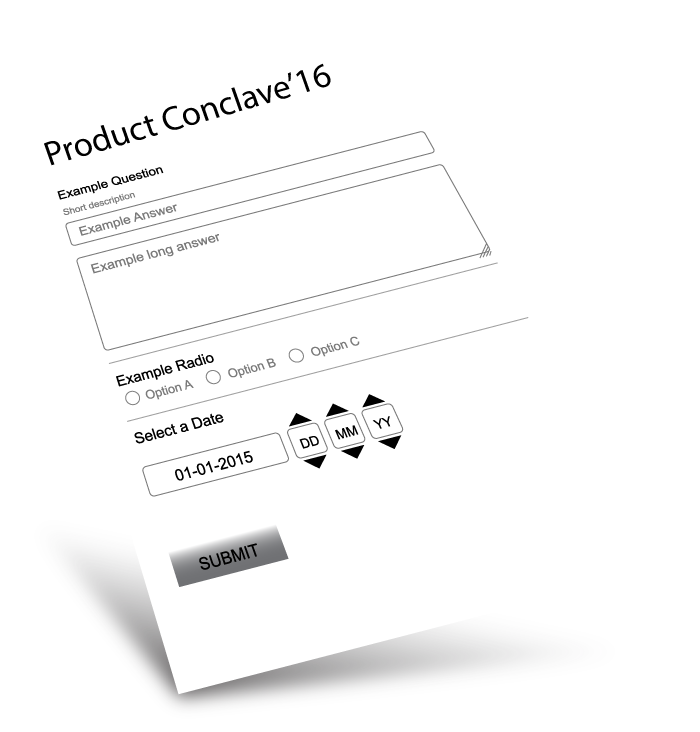 Product Conclave'16
Example Question
Short description
Example Answer
Example long answer
Example Radio
Option A Option B Option C
Select a Date
01-01-2015 DD MM YY
SUBMIT